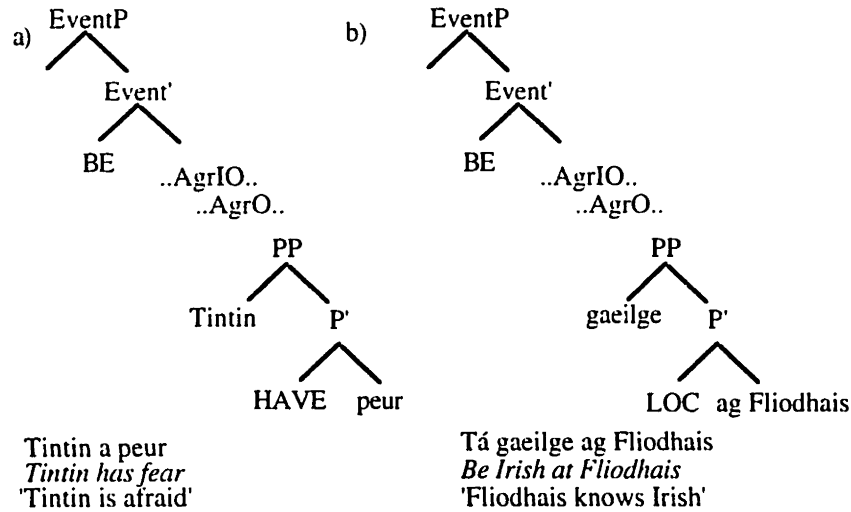 a) EventP
Event'
BE
..AgrIO..
..AgrO..
PP
Tintin P'
HAVE peur
Tintin a peur
Tintin has fear
'Tintin is afraid'
b) EventP
Event'
BE
..AgrIO..
..AgrO..
PP
gaeilge P'
LOC ag Fliodhais
Tá gaeilge ag Fliodhais
Be Irish at Fliodhais
'Fliodhais knows Irish'